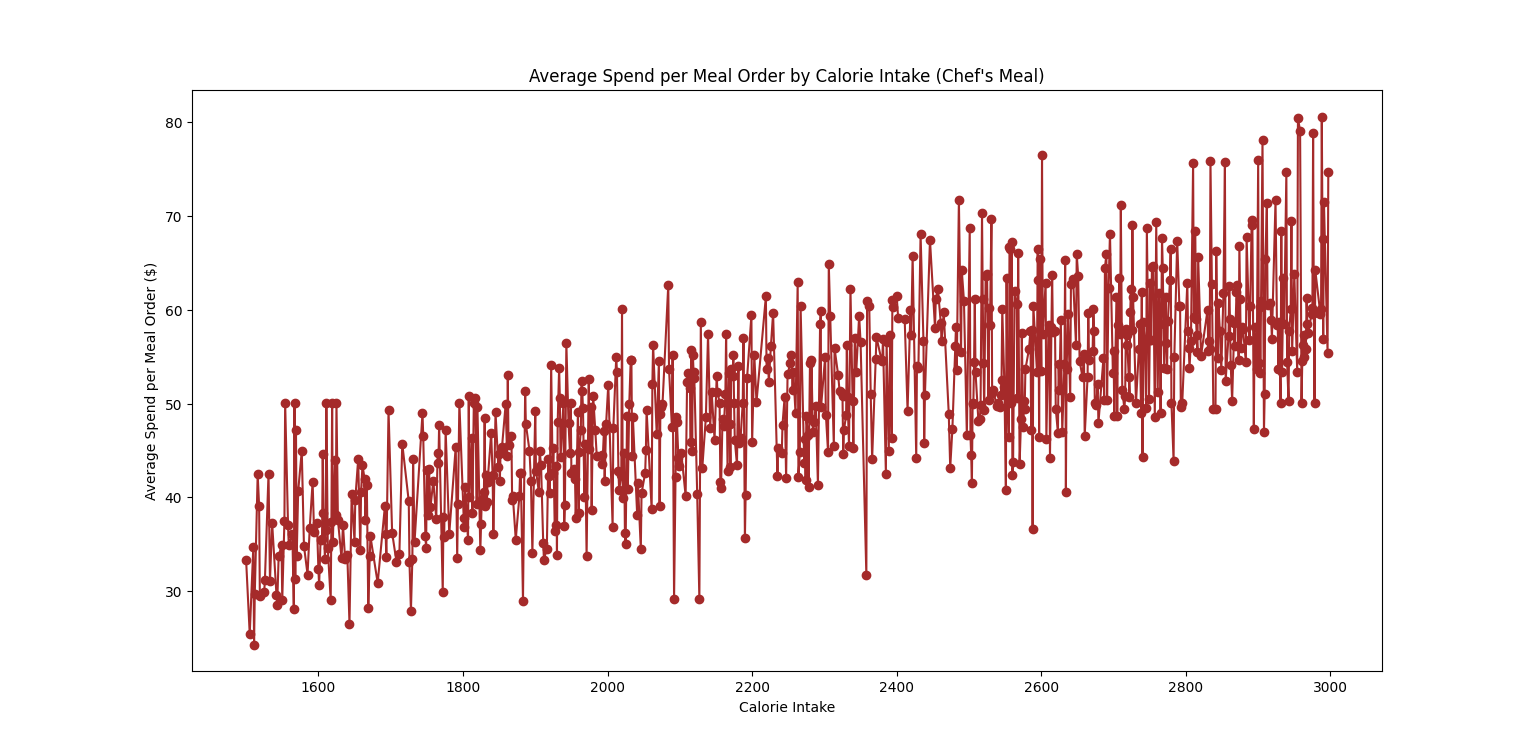 Average Spend per Meal Order by Calorie Intake (Chef's Meal)
80
70
60
50
40
30
Average Spend per Meal Order ($)
1600 1800 2000 2200 2400 2600 2800 3000
Calorie Intake